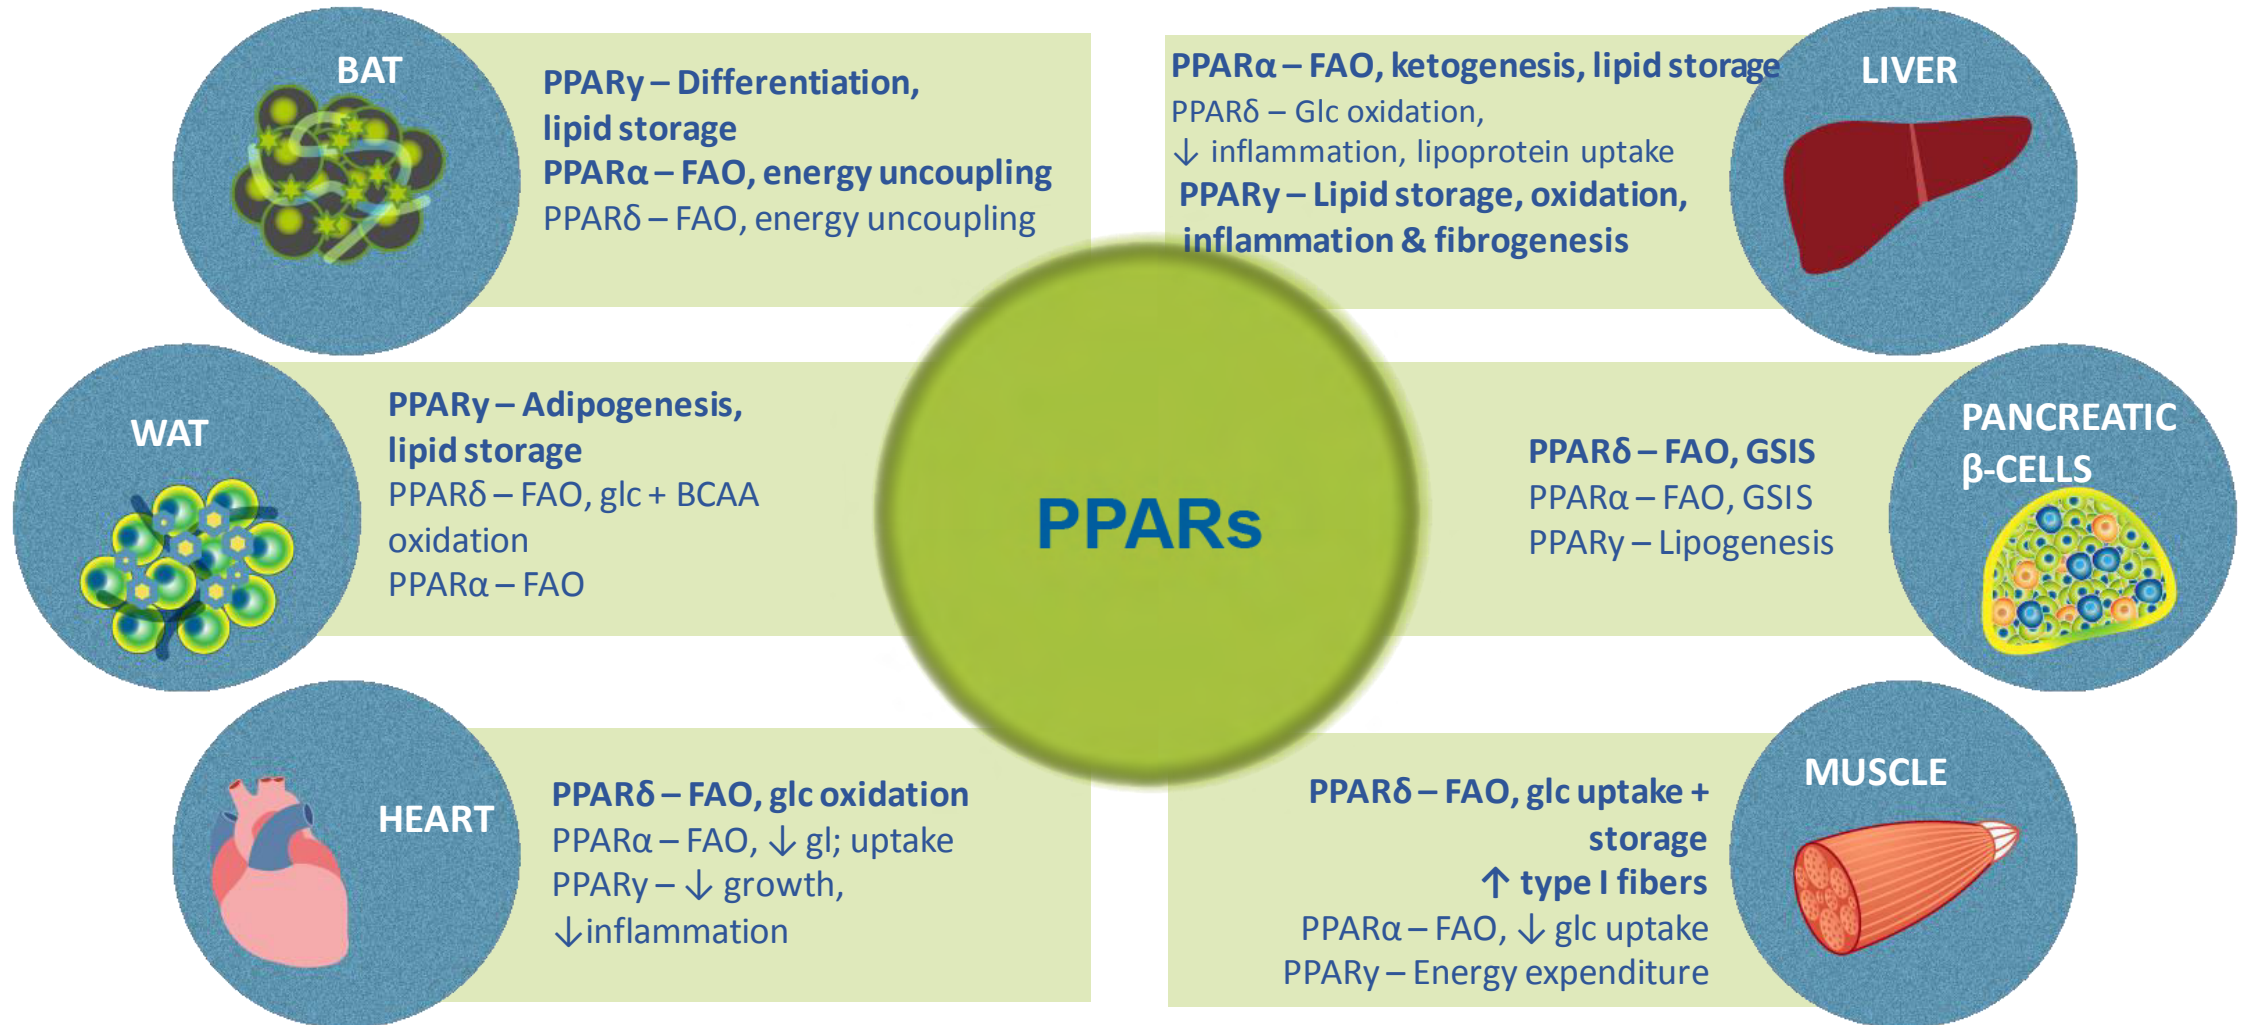 BAT
PPARγ – Differentiation,
lipid storage
PPARα – FAO, energy uncoupling
PPARδ – FAO, energy uncoupling
LIVER
PPARα – FAO, ketogenesis, lipid storage
PPARδ – Glc oxidation,
↓ inflammation, lipoprotein uptake
PPARγ – Lipid storage, oxidation,
inflammation & fibrogenesis
WAT
PPARγ – Adipogenesis,
lipid storage
PPARδ – FAO, glc + BCAA
oxidation
PPARα – FAO
PPARs
PANCREATIC
β-CELLS
PPARδ – FAO, GSIS
PPARα – FAO, GSIS
PPARγ – Lipogenesis
HEART
PPARδ – FAO, glc oxidation
PPARα – FAO, ↓ gl; uptake
PPARγ – ↓ growth,
↓inflammation
MUSCLE
PPARδ – FAO, glc uptake +
storage
↑ type I fibers
PPARα – FAO, ↓ glc uptake
PPARγ – Energy expenditure